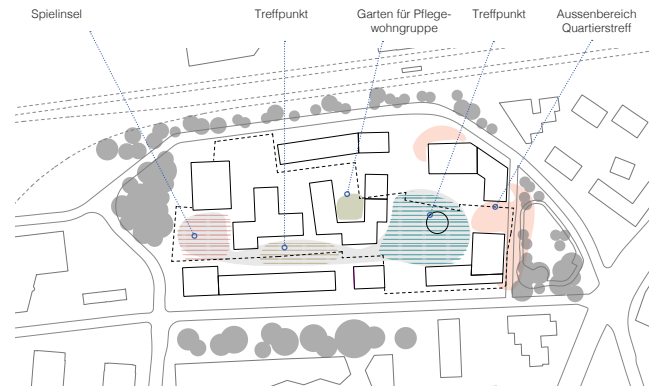 Spielinsel
Treffpunkt
Garten für Pflege-
wohngruppe
Treffpunkt
Aussenbereich
Quartierstreff